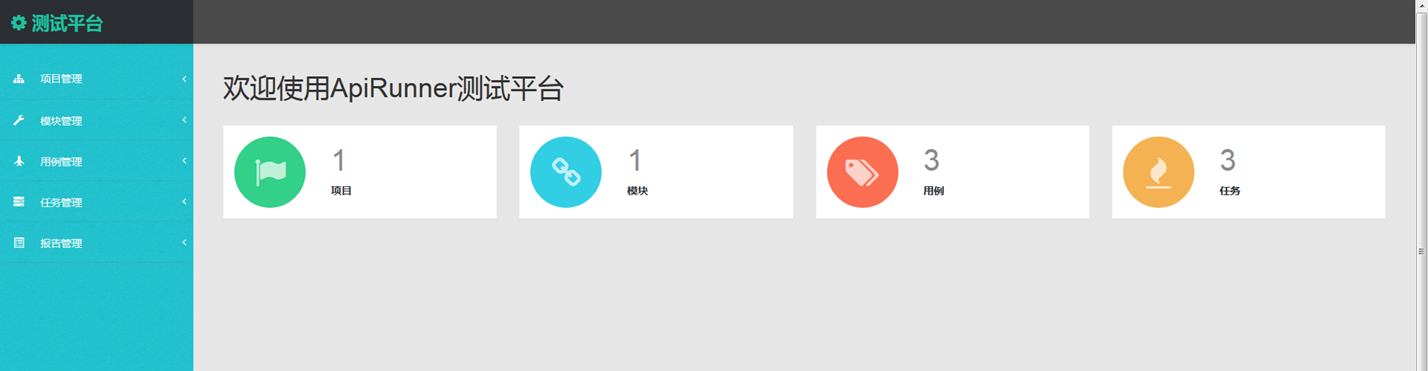 测试平台
项目管理
模块管理
用例管理
任务管理
报告管理
欢迎使用ApiRunner测试平台
1
项目
1
模块
3
用例
3
任务